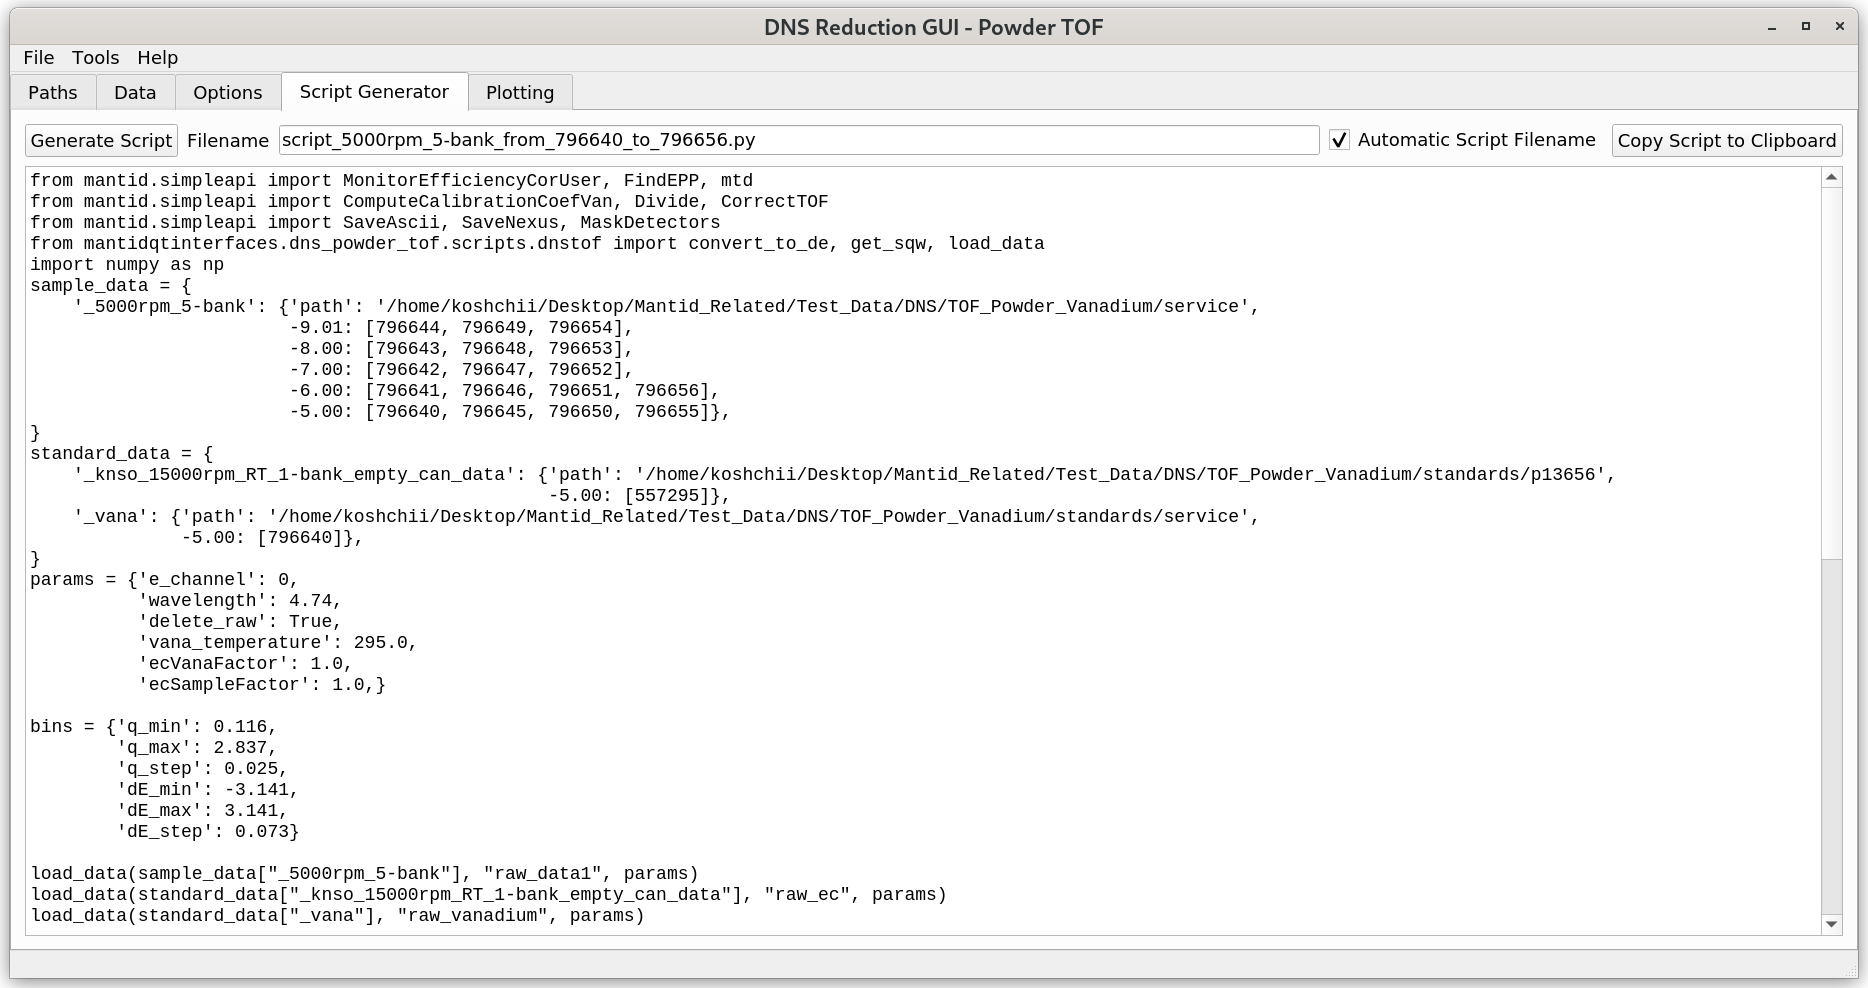 DNS Reduction GUI - Powder TOF
File Tools Help
Paths Data Options Script Generator Plotting
Generate Script Filename script_5000rpm_5-bank_from_796640_to_796656.py Automatic Script Filename Copy Script to Clipboard
from mantid.simpleapi import MonitorEfficiencyCorUser, FindEPP, mtd
from mantid.simpleapi import ComputeCalibrationCoefVan, Divide, CorrectTOF
from mantid.simpleapi import SaveAscii, SaveNexus, MaskDetectors
from mantidqtinterfaces.dns_powder_tof.scripts.dnstof import convert_to_de, get_sqw, load_data
import numpy as np
sample_data = {
    '_5000rpm_5-bank': {'path': '/home/koshchii/Desktop/Mantid_Related/Test_Data/DNS/TOF_Powder_Vanadium/service',
                        -9.01: [796644, 796649, 796654],
                        -8.00: [796643, 796648, 796653],
                        -7.00: [796642, 796647, 796652],
                        -6.00: [796641, 796646, 796651, 796656],
                        -5.00: [796640, 796645, 796650, 796655]},
}
standard_data = {
    '_knso_15000rpm_RT_1-bank_empty_can_data': {'path': '/home/koshchii/Desktop/Mantid_Related/Test_Data/DNS/TOF_Powder_Vanadium/standards/p13656',
                                                -5.00: [557295]},
    '_vana': {'path': '/home/koshchii/Desktop/Mantid_Related/Test_Data/DNS/TOF_Powder_Vanadium/standards/service',
              -5.00: [796640]},
}
params = {'e_channel': 0,
          'wavelength': 4.74,
          'delete_raw': True,
          'vana_temperature': 295.0,
          'ecVanaFactor': 1.0,
          'ecSampleFactor': 1.0,}
bins = {'q_min': 0.116,
        'q_max': 2.837,
        'q_step': 0.025,
        'dE_min': -3.141,
        'dE_max': 3.141,
        'dE_step': 0.073}
load_data(sample_data["_5000rpm_5-bank"], "raw_data1", params)
load_data(standard_data["_knso_15000rpm_RT_1-bank_empty_can_data"], "raw_ec", params)
load_data(standard_data["_vana"], "raw_vanadium", params)